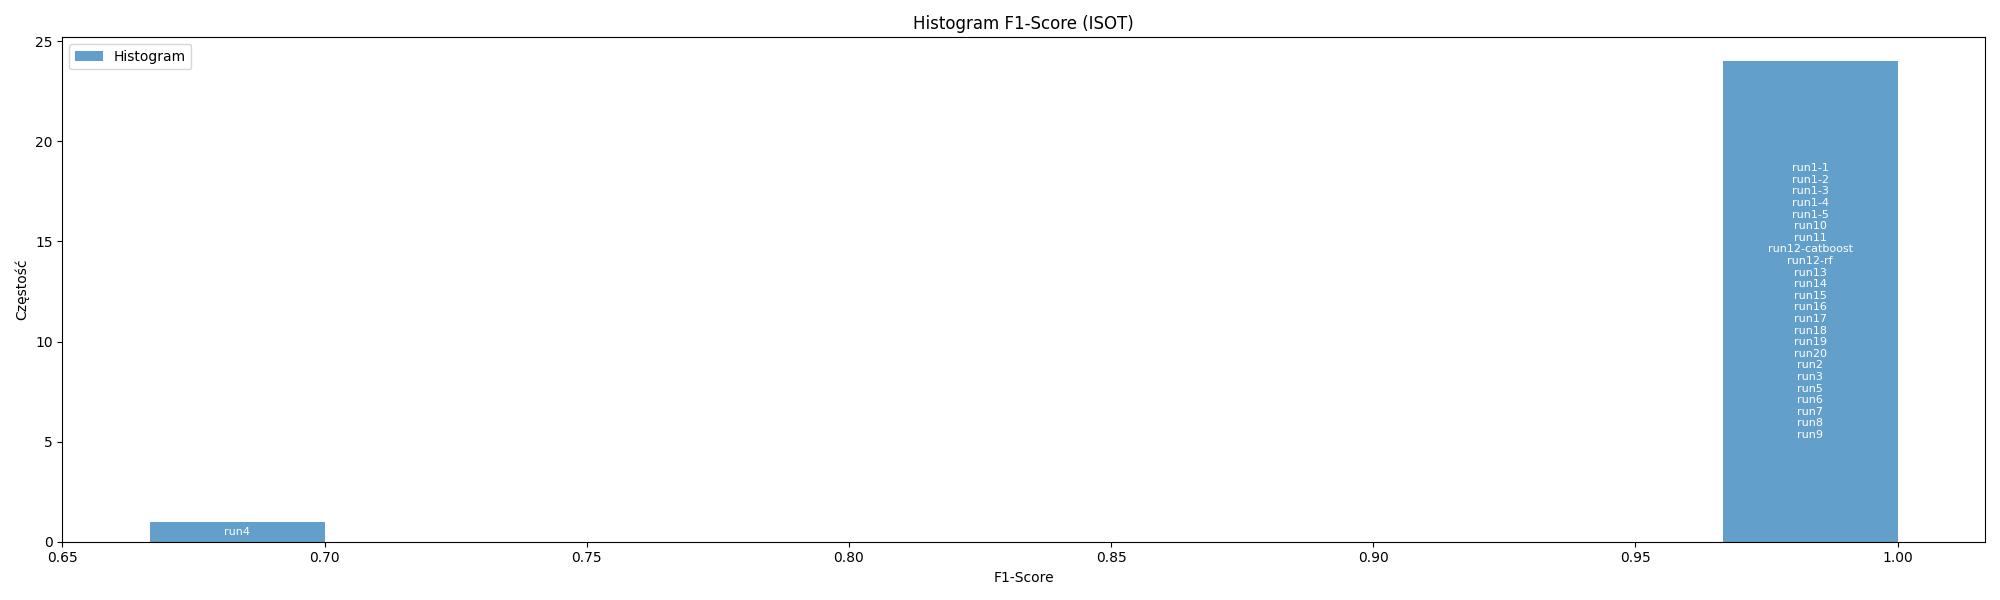 Histogram F1-Score (ISOT)
Histogram
Częstość
25
20
15
10
5
0
run1-1
run1-2
run1-3
run1-4
run1-5
run10
run11
run12-catboost
run12-rf
run13
run14
run15
run16
run17
run18
run19
run20
run2
run3
run5
run6
run7
run8
run9
run4
0.65 0.70 0.75 0.80 0.85 0.90 0.95 1.00
F1-Score